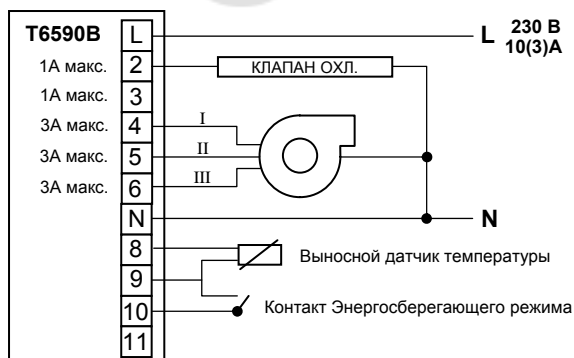 T6590B L L 230 В
10(3)A
1А макс. 2 КЛАПАН ОХЛ.
1А макс. 3
3А макс. 4 I
3А макс. 5 II
3А макс. 6 III
N N
8 Выносной датчик температуры
9
10 Контакт Энергосберегающего режима
11